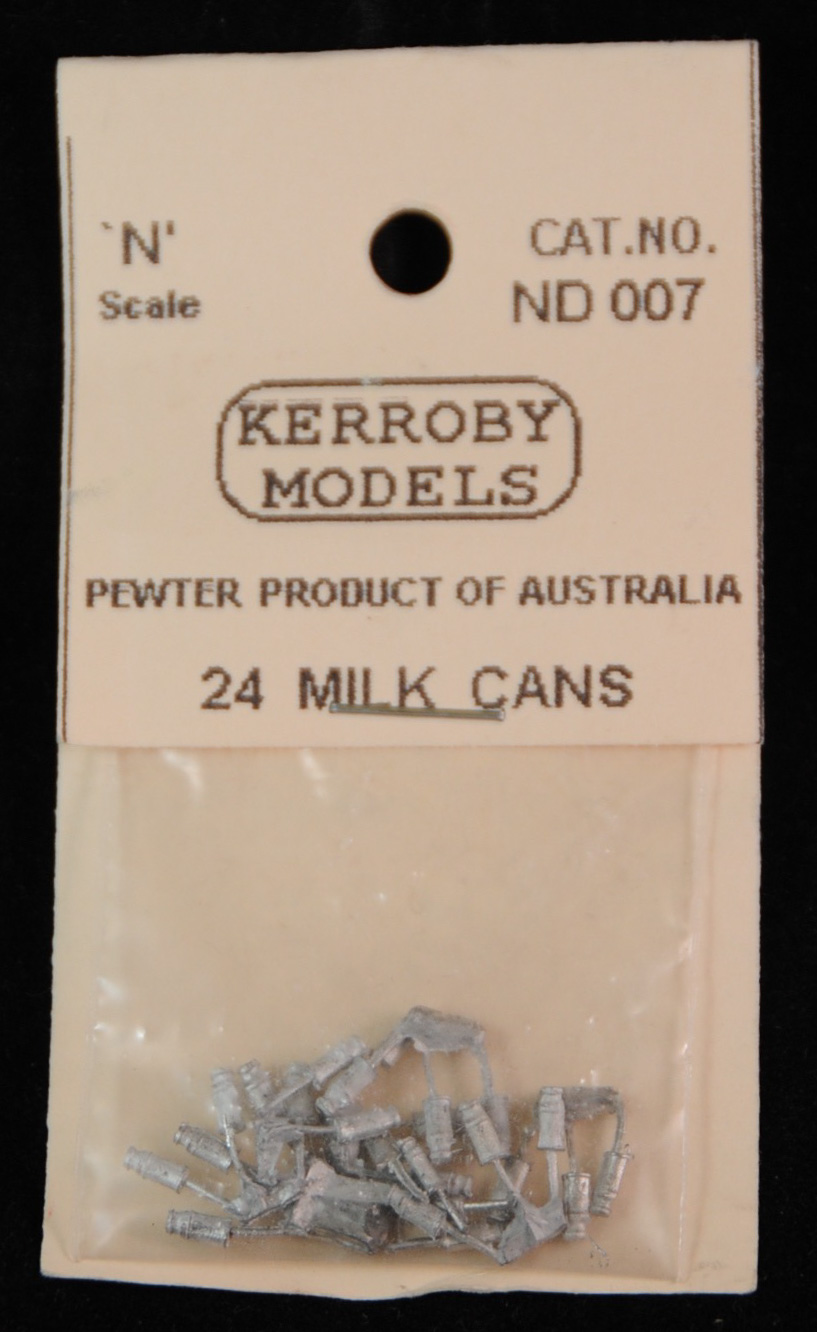 `N'
Scale
CAT.NO.
ND 007
KERROBY
MODELS
PEWTER PRODUCT OF AUSTRALIA
24 MILK CANS